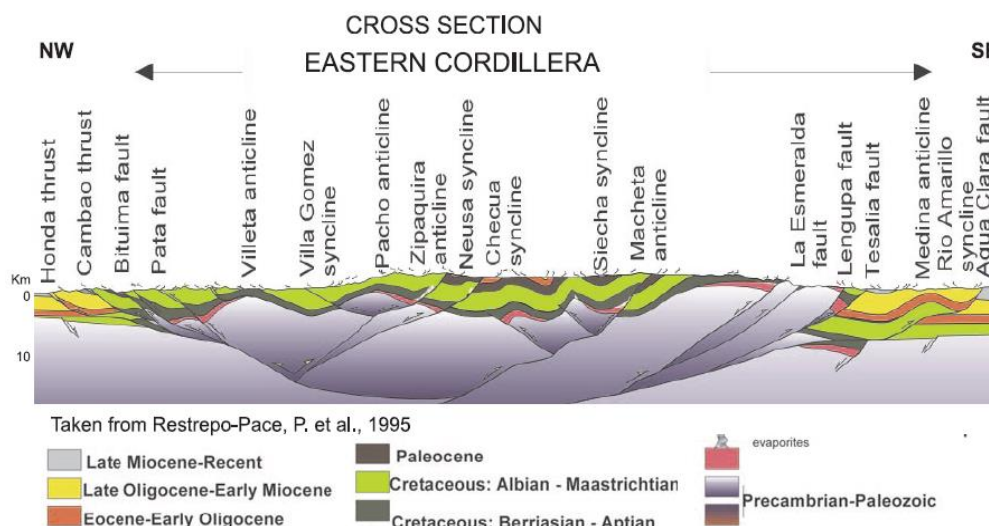 CROSS SECTION
NW
EASTERN CORDILLERA
SE
Honda thrust
Cambao thrust
Bituima fault
Pata fault
Villeta anticline
Villa Gomez
syncline
Pacho anticline
Zipaquira
anticline
Neusa syncline
Checua
syncline
Siecha syncline
Macheta
anticline
La Esmeralda
fault
Lengupa fault
Tesalia fault
Medina anticline
Rio Amarillo
syncline
Agua Clara fault
Km
0
10
Taken from Restrepo-Pace, P. et al., 1995
Late Miocene-Recent
Late Oligocene-Early Miocene
Eocene-Early Oligocene
Paleocene
Cretaceous: Albian - Maastrichtian
Cretaceous: Berriasian - Aptian
evaporites
Precambrian-Paleozoic